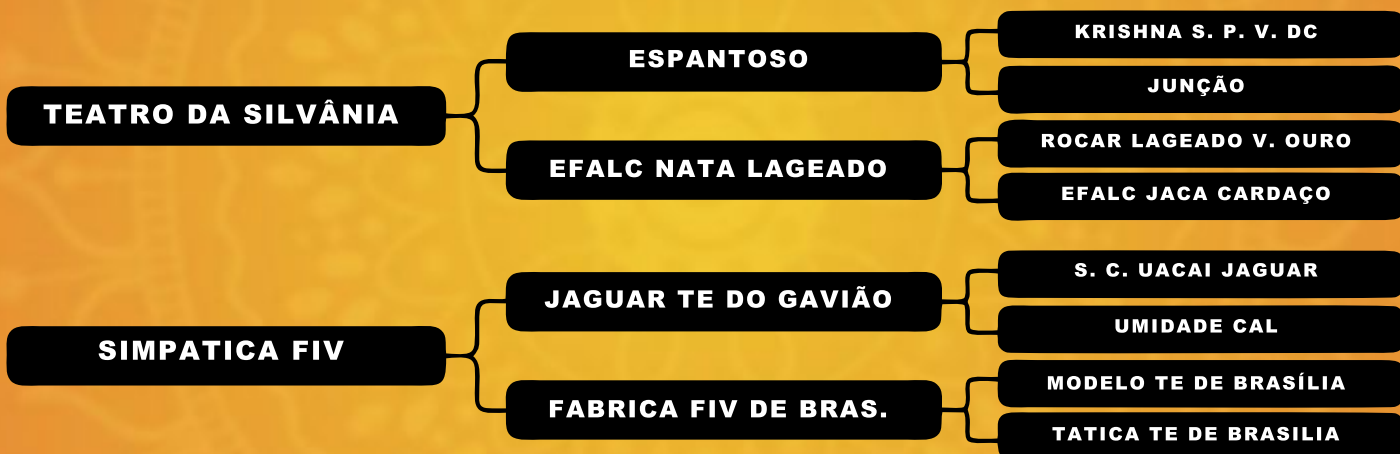 TEATRO DA SILVÂNIA
ESPANTOSO
KRISHNA S. P. V. DC
JUNÇÃO
EFALC NATA LAGEADO
ROCAR LAGEADO V. OURO
EFALC JACA CARDAÇO
SIMPATICA FIV
JAGUAR TE DO GAVIÃO
S. C. UACAI JAGUAR
UMIDADE CAL
FABRICA FIV DE BRAS.
MODELO TE DE BRASÍLIA
TATICA TE DE BRASILIA